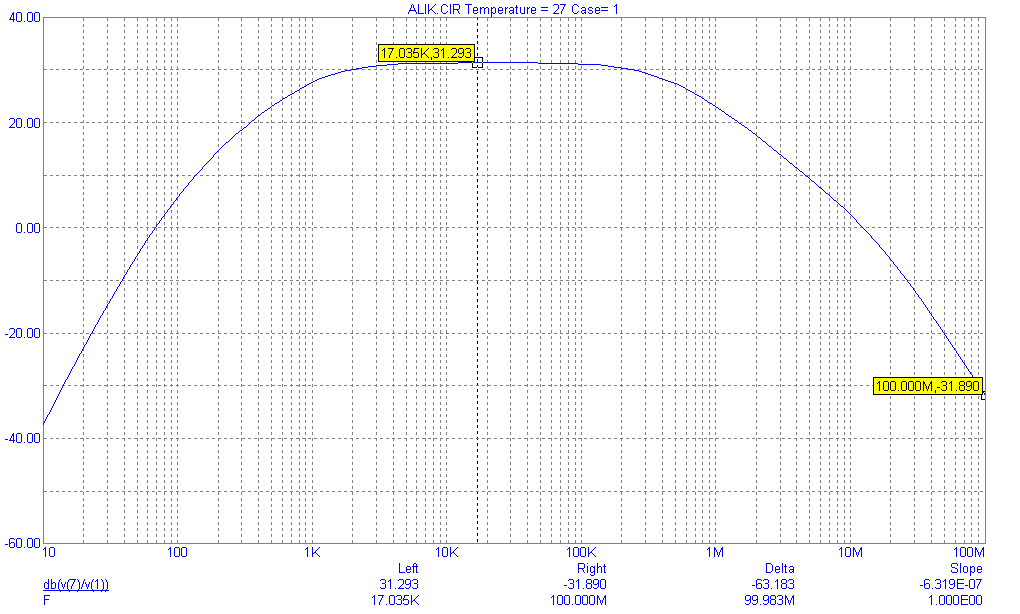 ALIK.CIR Temperature = 27 Case= 1
40.00
17.035K,31.293
20.00
0.00
-20.00
100.000M,-31.890
-40.00
-60.00
10 100 1K 10K 100K 1M 10M 100M
Left Right Delta Slope
db(v(7)/v(1)) 31.293 -31.890 -63.183 -6.319E-07
F 17.035K 100.000M 99.983M 1.000E00